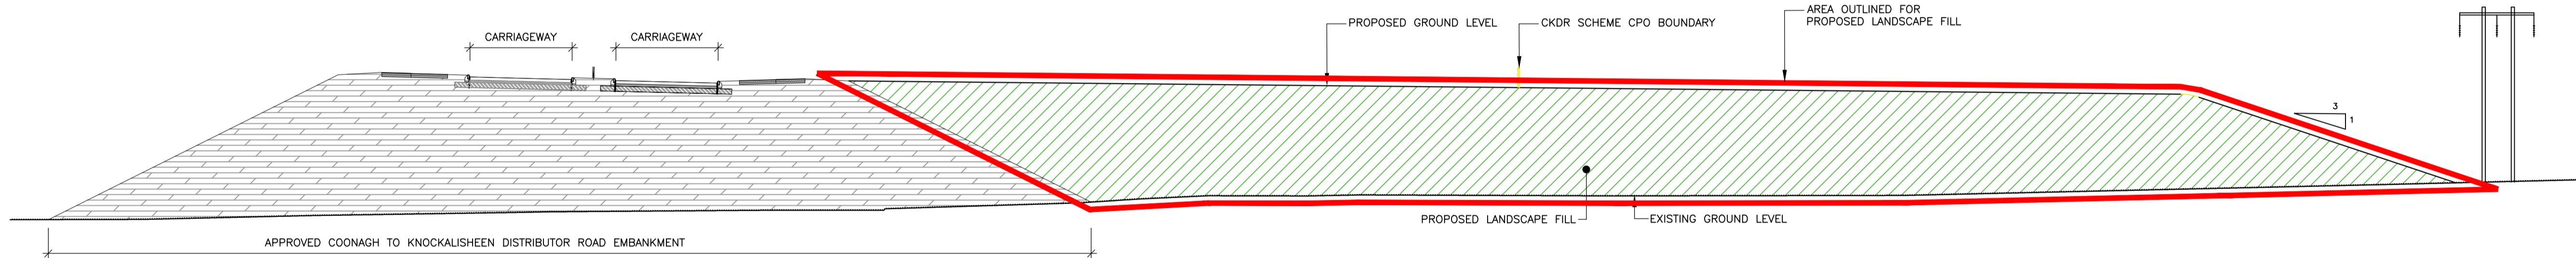 CARRIAGEWAY
CARRIAGEWAY
PROPOSED GROUND LEVEL
CKDR SCHEME CPO BOUNDARY
AREA OUTLINED FOR
PROPOSED LANDSCAPE FILL
3
1
PROPOSED LANDSCAPE FILL
EXISTING GROUND LEVEL
APPROVED COONAGH TO KNOCKALISHEEN DISTRIBUTOR ROAD EMBANKMENT